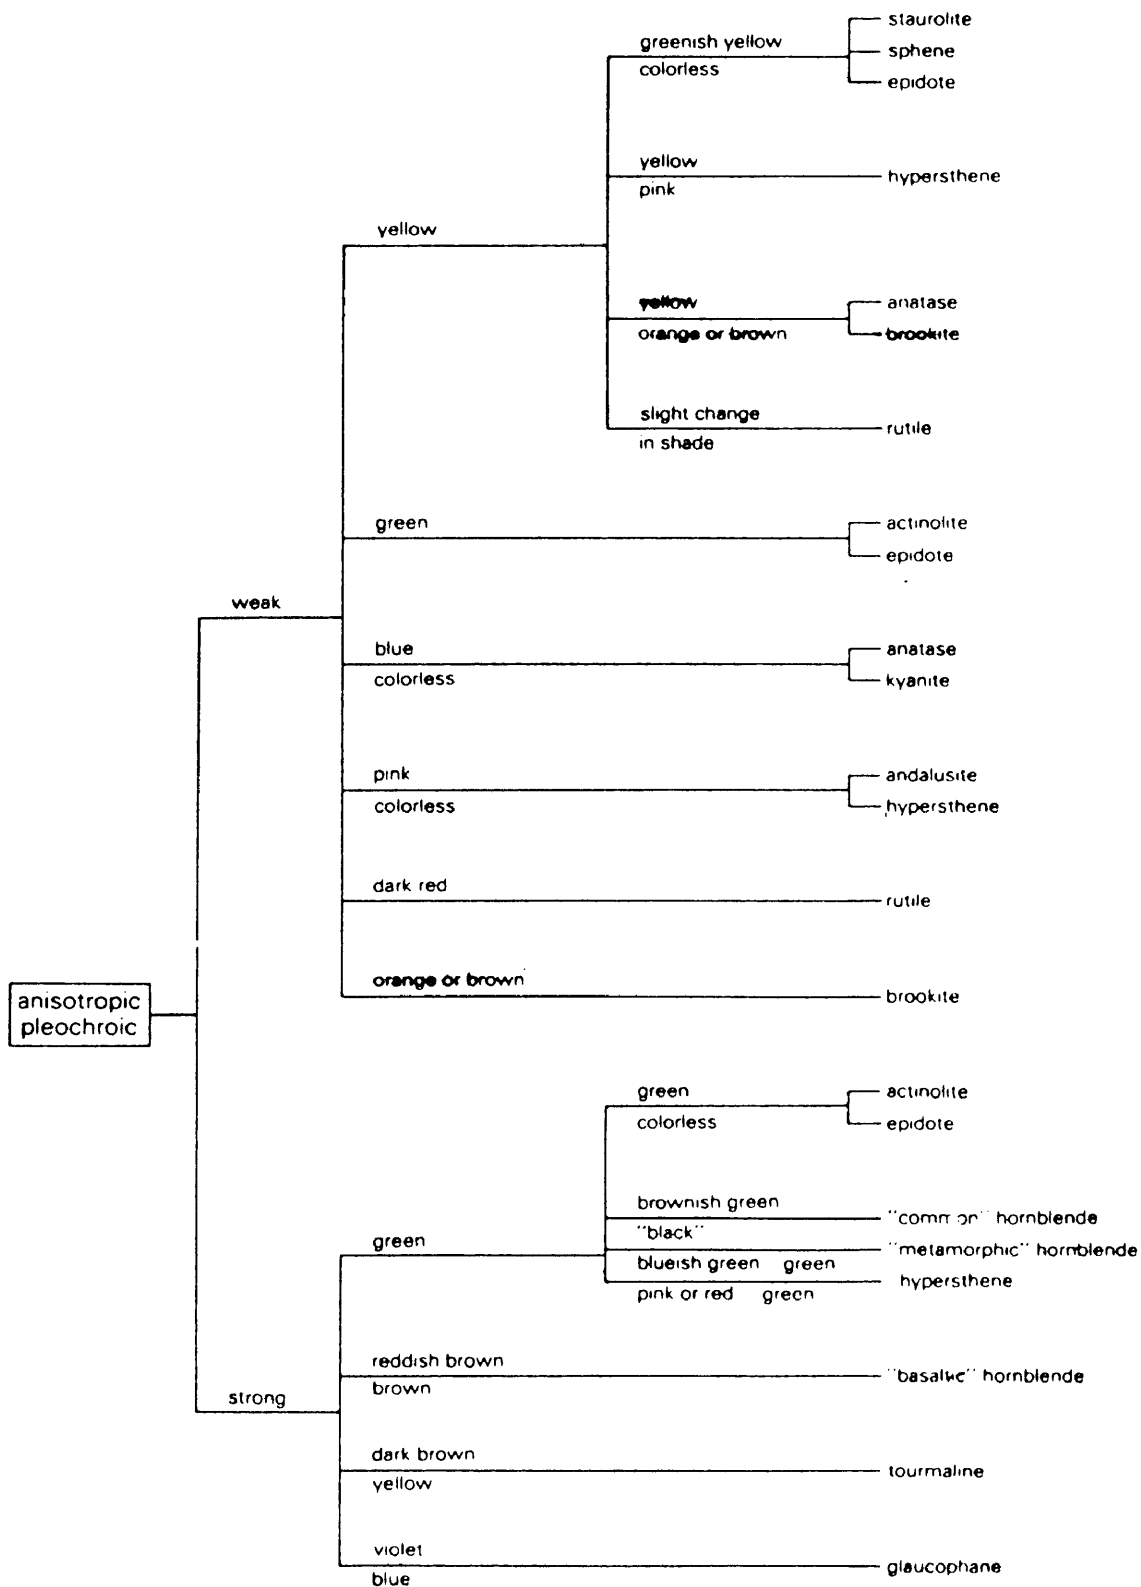 staurolite
greenish yellow
sphene
colorless
epidote
yellow
hypersthene
pink
yellow
yellow
anatase
orange or brown
brookite
slight change
rutile
in shade
green
actinolite
epidote
weak
blue
anatase
colorless
kyanite
pink
andalusite
colorless
hypersthene
dark red
rutile
orange or brown
brookite
anisotropic
pleochroic
green
actinolite
colorless
epidote
brownish green
"common" hornblende
"black"
green
"metamorphic" hornblende
blueish green green
hypersthene
pink or red green
reddish brown
"basaltic" hornblende
brown
strong
dark brown
tourmaline
yellow
violet
glaucophane
blue